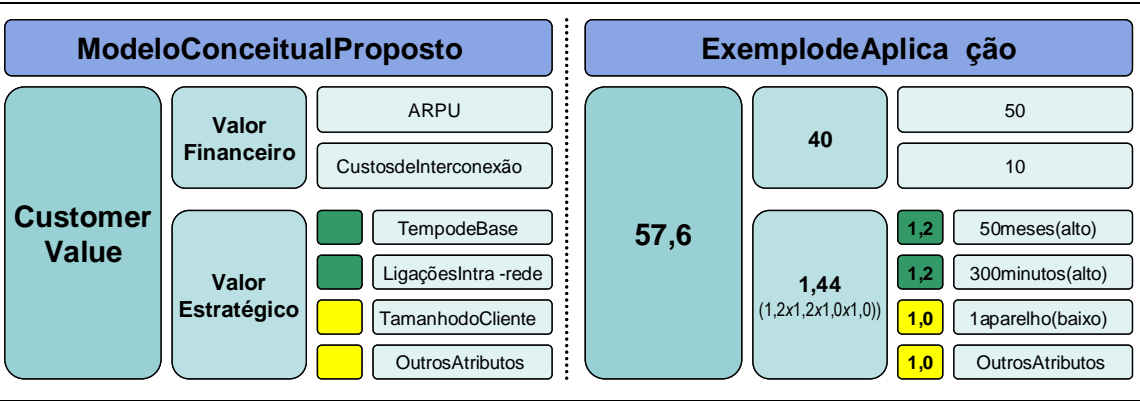 ModeloConceitualProposto
Customer
Value
Valor
Financeiro
ARPU
CustosdeInterconexão
Valor
Estratégico
TempodeBase
LigaçõesIntra -rede
TamanhodoCliente
OutrosAtributos
ExemplodeAplica ção
57,6
40
50
10
1,44
(1,2x1,2x1,0x1,0))
1,2 50meses(alto)
1,2 300minutos(alto)
1,0 1aparelho(baixo)
1,0 OutrosAtributos